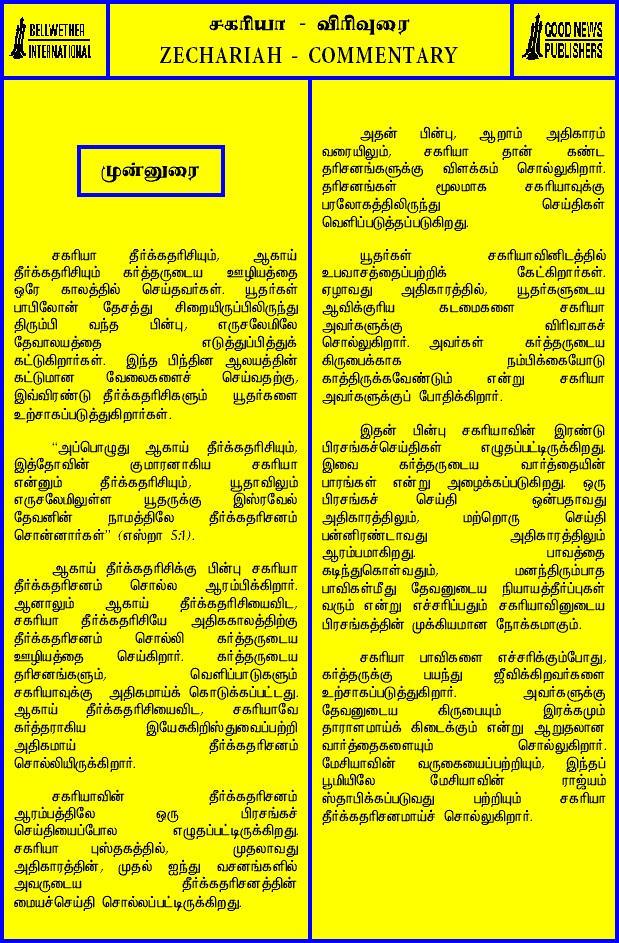 BELLWETHER
INTERNATIONAL
சகரியா - விரிவுரை
ZECHARIAH - COMMENTARY
GOOD NEWS
PUBLISHERS
முன்னுரை
சகரியா தீர்க்கதரிசியும், ஆகாய்
தீர்க்கதரிசியும் கர்த்தருடைய ஊழியத்தை
ஒரே காலத்தில் செய்தவர்கள். யூதர்கள்
பாபிலோன் தேசத்து சிறையிருப்பிலிருந்து
திரும்பி வந்த பின்பு, எருசலேமிலே
தேவாலயத்தை எடுத்துப்பித்துக்
கட்டுகிறார்கள். இந்த பிந்தின ஆலயத்தின்
கட்டுமான வேலைகளைச் செய்வதற்கு,
இவ்விரண்டு தீர்க்கதரிசிகளும் யூதர்களை
உற்சாகப்படுத்துகிறார்கள்.
“அப்பொழுது ஆகாய் தீர்க்கதரிசியும்,
இத்தோவின் குமாரனாகிய சகரியா
என்னும் தீர்க்கதரிசியும், யூதாவிலும்
எருசலேமிலுள்ள யூதருக்கு இஸ்ரவேல்
தேவனின் நாமத்திலே தீர்க்கதரிசனம்
சொன்னார்கள்” (எஸ்றா 5:1).
ஆகாய் தீர்க்கதரிசிக்கு பின்பு சகரியா
தீர்க்கதரிசனம் சொல்ல ஆரம்பிக்கிறார்.
ஆனாலும் ஆகாய் தீர்க்கதரிசியைவிட,
சகரியா தீர்க்கதரிசியே அதிககாலத்திற்கு
தீர்க்கதரிசனம் சொல்லி கர்த்தருடைய
ஊழியத்தை செய்கிறார். கர்த்தருடைய
தரிசனங்களும், வெளிப்பாடுகளும்
சகரியாவுக்கு அதிகமாய்க் கொடுக்கப்பட்டது.
ஆகாய் தீர்க்கதரிசியைவிட, சகரியாவே
கர்த்தராகிய இயேசுகிறிஸ்துவைப்பற்றி
அதிகமாய் தீர்க்கதரிசனம்
சொல்லியிருக்கிறார்.
சகரியாவின் தீர்க்கதரிசனம்
ஆரம்பத்திலே ஒரு பிரசங்கச்
செய்தியைப்போல எழுதப்பட்டிருக்கிறது.
சகரியா புஸ்தகத்தில், முதலாவது
அதிகாரத்தின், முதல் ஐந்து வசனங்களில்
அவருடைய தீர்க்கதரிசனத்தின்
மையச்செய்தி சொல்லப்பட்டிருக்கிறது.
அதன் பின்பு, ஆறாம் அதிகாரம்
வரையிலும், சகரியா தான் கண்ட
தரிசனங்களுக்கு விளக்கம் சொல்லுகிறார்.
தரிசனங்கள் மூலமாக சகரியாவுக்கு
பரலோகத்திலிருந்து செய்திகள்
வெளிப்படுத்தப்படுகிறது.
யூதர்கள் சகரியாவினிடத்தில்
உபவாசத்தைப்பற்றிக் கேட்கிறார்கள்.
ஏழாவது அதிகாரத்தில், யூதர்களுடைய
ஆவிக்குரிய கடமைகளை சகரியா
அவர்களுக்கு விரிவாகச்
சொல்லுகிறார். அவர்கள் கர்த்தருடைய
கிருபைக்காக நம்பிக்கையோடு
காத்திருக்கவேண்டும் என்று சகரியா
அவர்களுக்குப் போதிக்கிறார்.
இதன் பின்பு சகரியாவின் இரண்டு
பிரசங்கச்செய்திகள் எழுதப்பட்டிருக்கிறது.
இவை கர்த்தருடைய வார்த்தையின்
பாரங்கள் என்று அழைக்கப்படுகிறது. ஒரு
பிரசங்கச் செய்தி ஒன்பதாவது
அதிகாரத்திலும், மற்றொரு செய்தி
பன்னிரண்டாவது அதிகாரத்திலும்
ஆரம்பமாகிறது. பாவத்தை
கடிந்துகொள்வதும், மனந்திரும்பாத
பாவிகள்மீது தேவனுடைய நியாயத்தீர்ப்புகள்
வரும் என்று எச்சரிப்பதும் சகரியாவினுடைய
பிரசங்கத்தின் முக்கியமான நோக்கமாகும்.
சகரியா பாவிகளை எச்சரிக்கும்போது,
கர்த்தருக்கு பயந்து ஜீவிக்கிறவர்களை
உற்சாகப்படுத்துகிறார். அவர்களுக்கு
தேவனுடைய கிருபையும் இரக்கமும்
தாராளமாய்க் கிடைக்கும் என்று ஆறுதலான
வார்த்தைகளையும் சொல்லுகிறார்.
மேசியாவின் வருகையைப்பற்றியும், இந்தப்
பூமியிலே மேசியாவின் ராஜ்யம்
ஸ்தாபிக்கப்படுவது பற்றியும் சகரியா
தீர்க்கதரிசனமாய்ச் சொல்லுகிறார்.